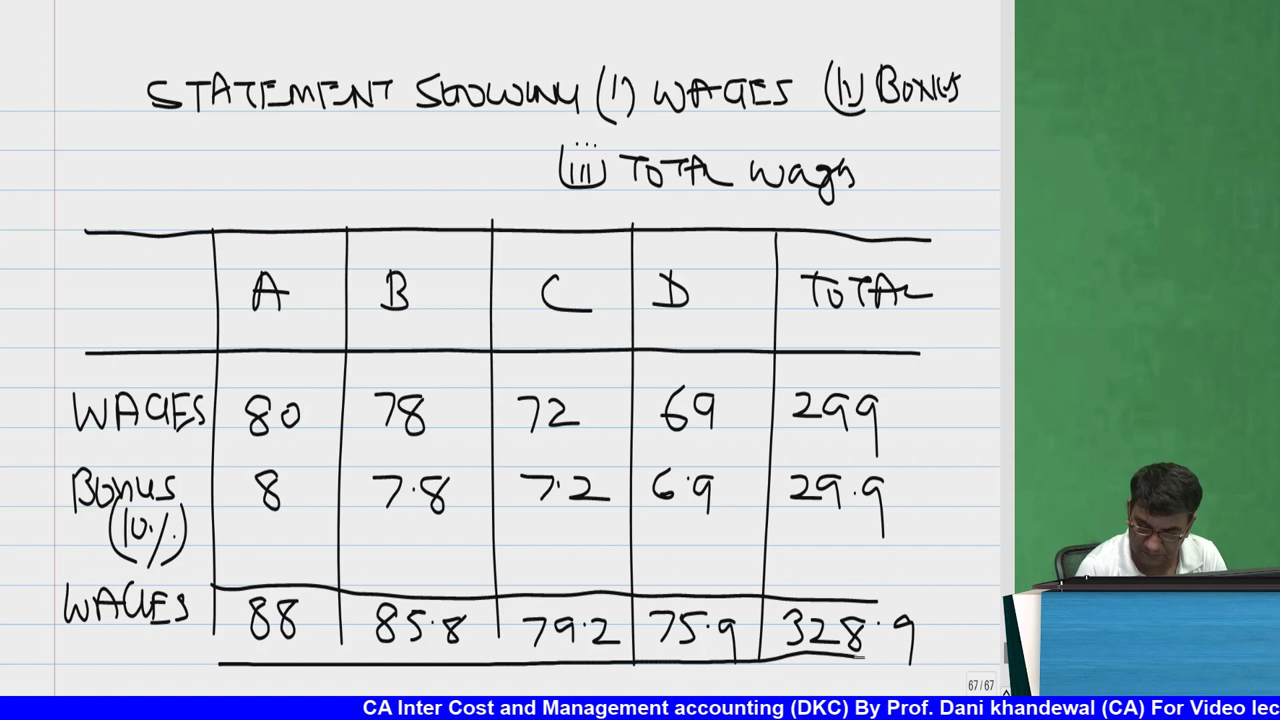 STATEMENT SHOWING (i) WAGES (ii) BONUS
(iii) TOTAL wages
A B C D TOTAL
WAGES 80 78 72 69 299
Bonus 8 7.8 7.2 6.9 29.9
(10%)
WAGES 88 85.8 79.2 75.9 328.9
67/67
CA Inter Cost and Management accounting (DKC) By Prof. Dani khandewal (CA) For Video lec